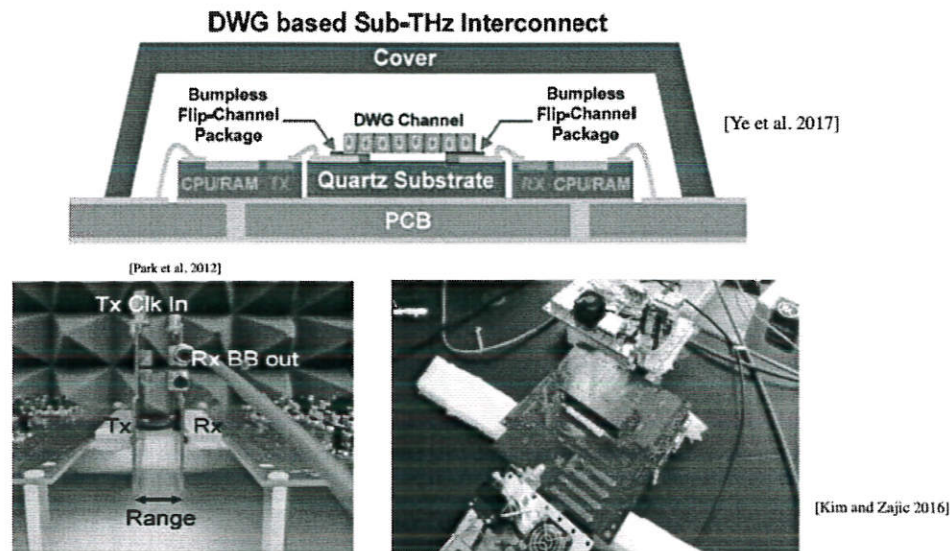 DWG based Sub-THz Interconnect
Cover
Bumpless
Flip-Channel
Package
DWG Channel
Bumpless
Flip-Channel
Package
[Ye et al. 2017]
CPU/RAM TX
Quartz Substrate
RX CPU/RAM
PCB
[Park et al. 2012]
Tx Clk In
Rx BB out
Tx
Rx
Range
[Kim and Zajic 2016]